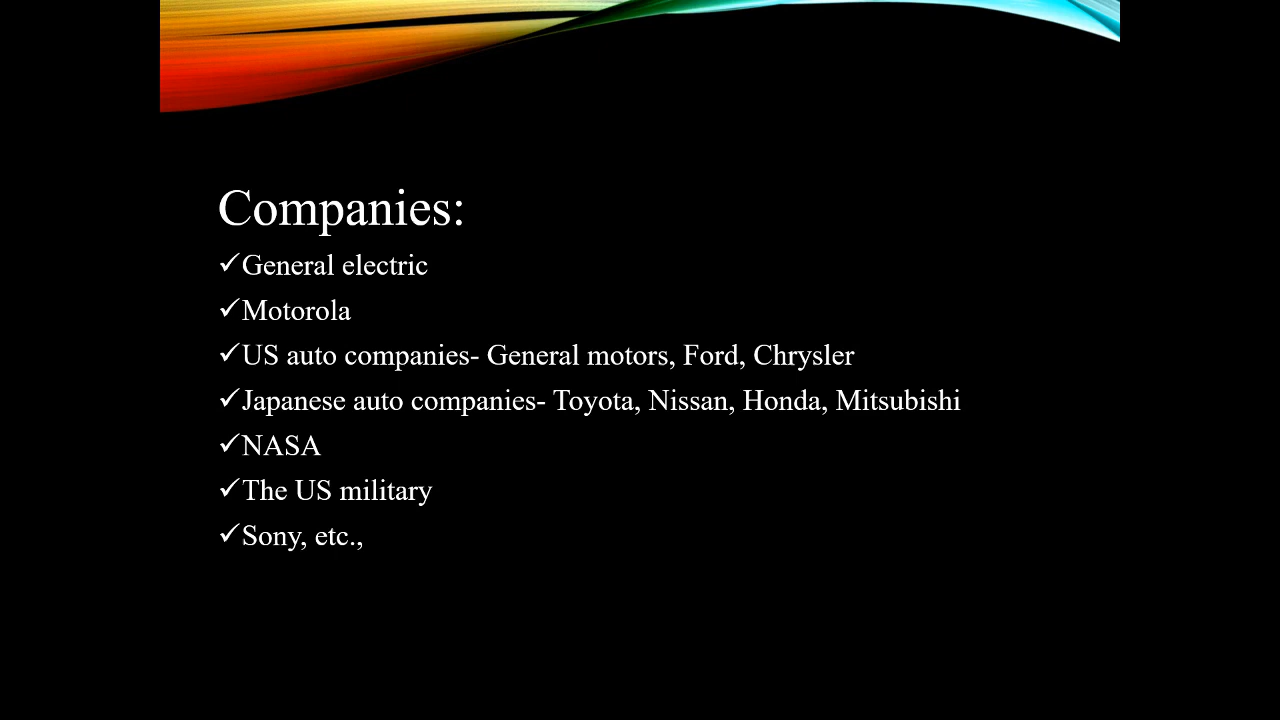 Companies:
✓General electric
✓Motorola
✓US auto companies- General motors, Ford, Chrysler
✓Japanese auto companies- Toyota, Nissan, Honda, Mitsubishi
✓NASA
✓The US military
✓Sony, etc.,